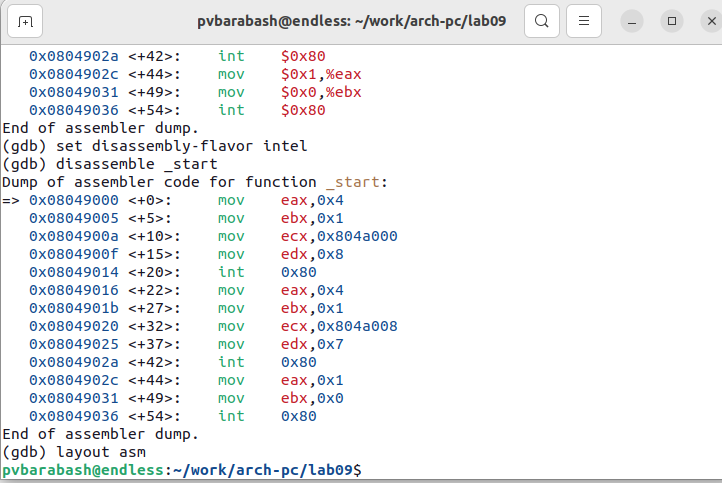 pvbarabash@endless: ~/work/arch-pc/lab09
   0x0804902a <+42>:    int    $0x80
   0x0804902c <+44>:    mov    $0x1,%eax
   0x08049031 <+49>:    mov    $0x0,%ebx
   0x08049036 <+54>:    int    $0x80
End of assembler dump.
(gdb) set disassembly-flavor intel
(gdb) disassemble _start
Dump of assembler code for function _start:
=> 0x08049000 <+0>:     mov    eax,0x4
   0x08049005 <+5>:     mov    ebx,0x1
   0x0804900a <+10>:    mov    ecx,0x804a000
   0x0804900f <+15>:    mov    edx,0x8
   0x08049014 <+20>:    int    0x80
   0x08049016 <+22>:    mov    eax,0x4
   0x0804901b <+27>:    mov    ebx,0x1
   0x08049020 <+32>:    mov    ecx,0x804a008
   0x08049025 <+37>:    mov    edx,0x7
   0x0804902a <+42>:    int    0x80
   0x0804902c <+44>:    mov    eax,0x1
   0x08049031 <+49>:    mov    ebx,0x0
   0x08049036 <+54>:    int    0x80
End of assembler dump.
(gdb) layout asm
pvbarabash@endless:~/work/arch-pc/lab09$